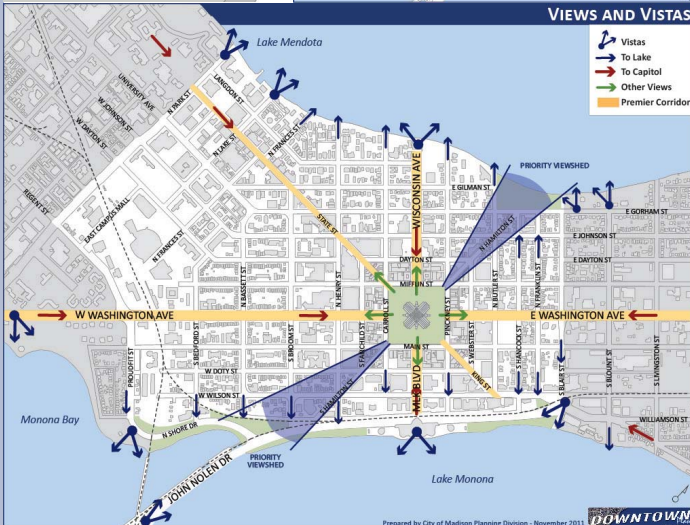 VIEWS AND VISTAS
Vistas
To Lake
To Capitol
Other Views
Premier Corridor
Lake Mendota
UNIVERSITY AVE
W JOHNSON ST
W DAYTON ST
N PARK ST
LANGDON ST
N LAKE ST
N FRANCES ST
REGENT ST
EAST CAMPUS MALL
N FRANCES ST
STATE ST
WISCONSIN AVE
PRIORITY VIEWSHED
E GILMAN ST
N HAMILTON ST
E GORHAM ST
E JOHNSON ST
E DAYTON ST
DAYTON ST
MIFFLIN ST
N BASSETT ST
N HENRY ST
CARROLL ST
PINCKNEY ST
N BUTLER ST
N FRANKLIN ST
W WASHINGTON AVE
E WASHINGTON AVE
PROUDFIT ST
S BEDFORD ST
S BROOM ST
S FAIRCHILD ST
MAIN ST
S WEBSTER ST
S HANCOCK ST
S BLAIR ST
S BLOUNT ST
S LIVINGSTON ST
W DOTY ST
W WILSON ST
S HAMILTON ST
MLK BLVD
KING ST
WILLIAMSON ST
Monona Bay
N SHORE DR
PRIORITY
VIEWSHED
JOHN NOLEN DR
Lake Monona
Prepared by City of Madison Planning Division - November 2011
DOWNTOWN